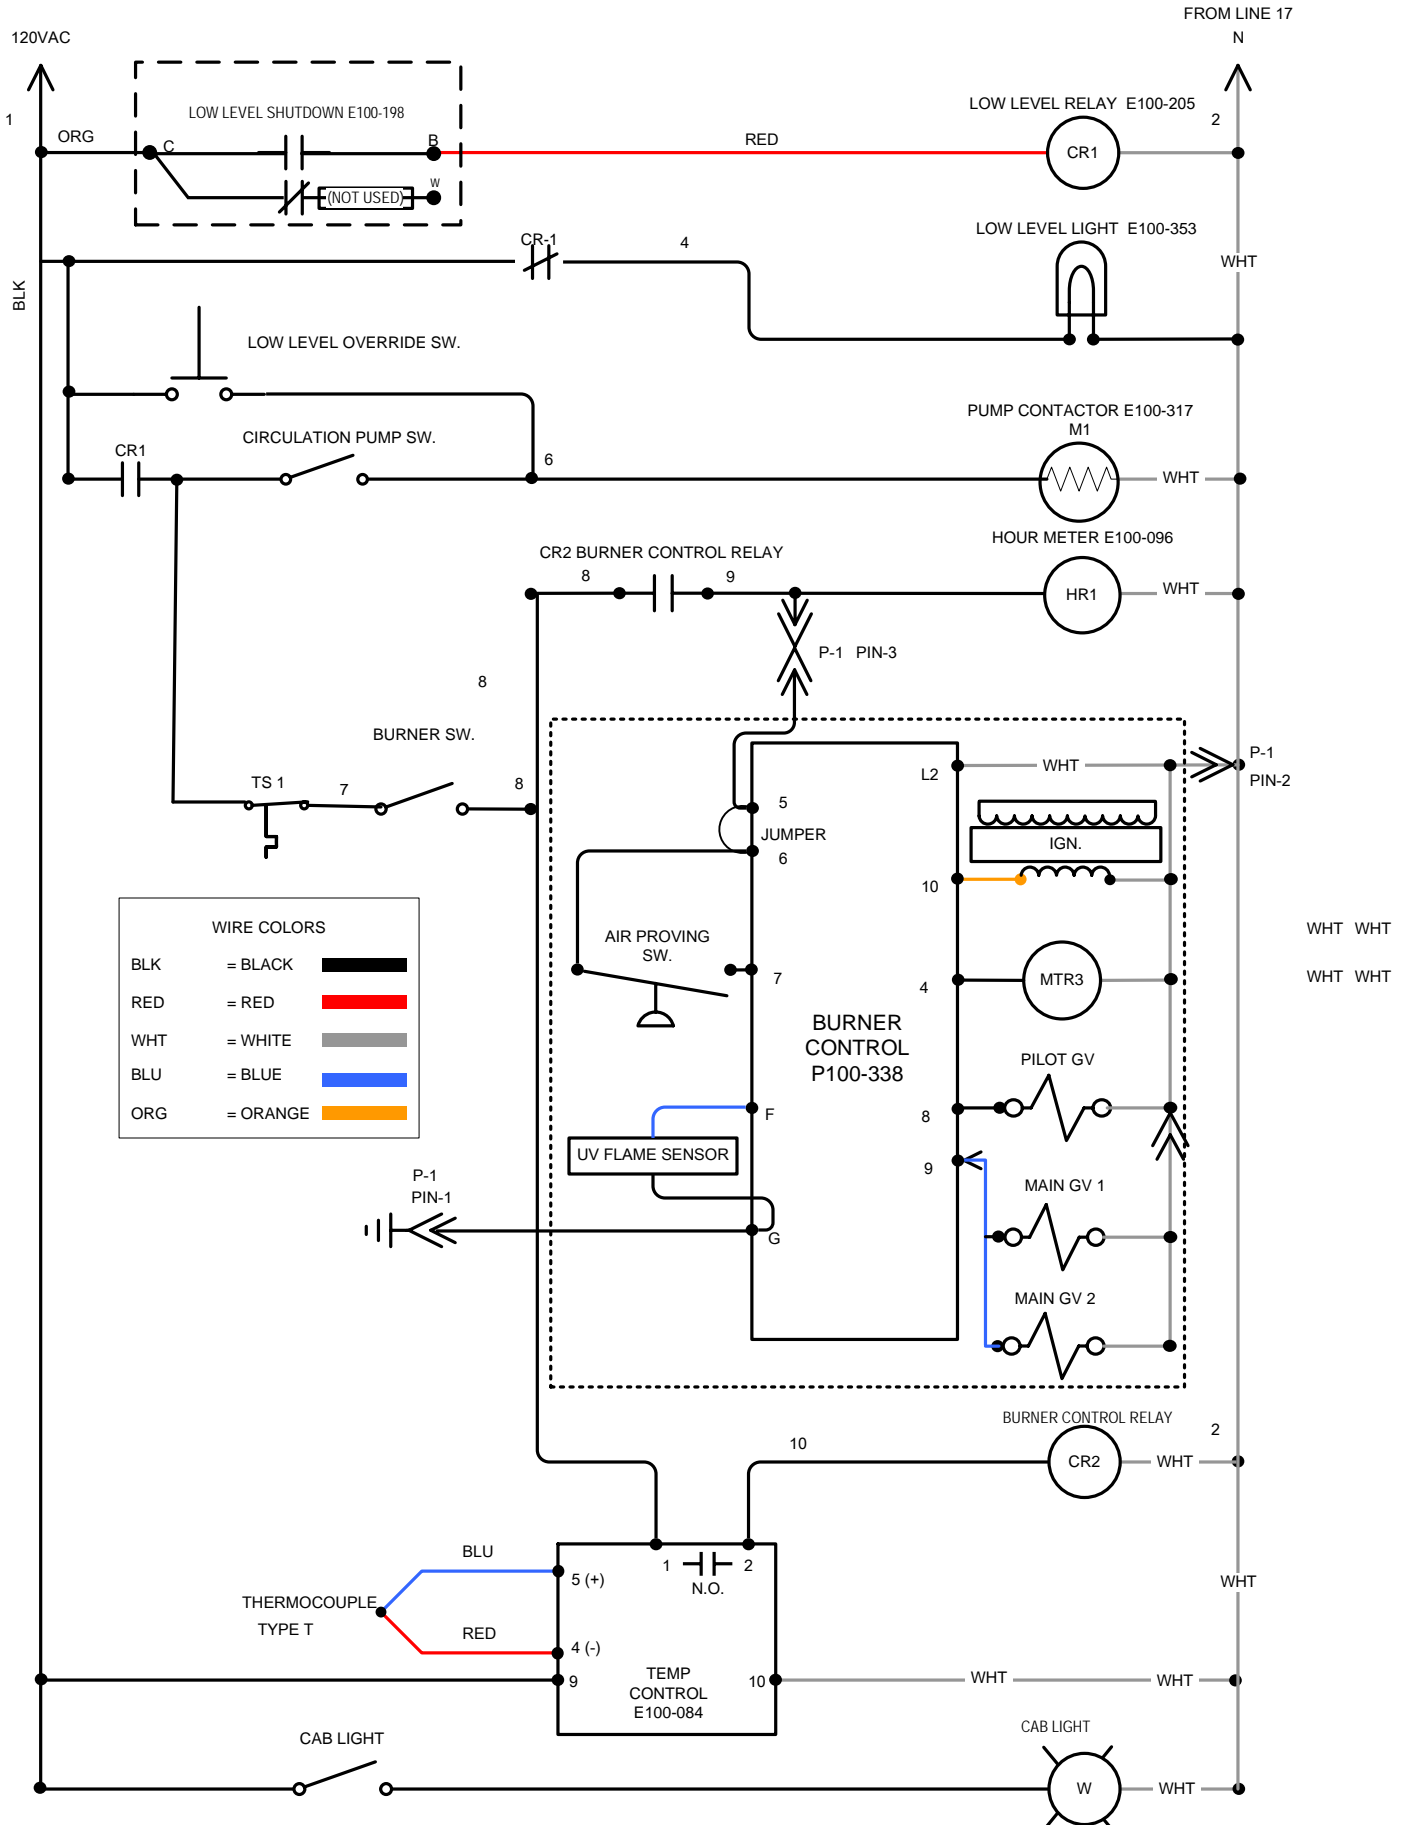 FROM LINE 17
120VAC
N
LOW LEVEL SHUTDOWN E100-198
LOW LEVEL RELAY E100-205
1
2
ORG
C
B
RED
CR1
W
(NOT USED)
LOW LEVEL LIGHT E100-353
CR-1
4
WHT
BLK
LOW LEVEL OVERRIDE SW.
PUMP CONTACTOR E100-317
M1
CIRCULATION PUMP SW.
CR1
6
WHT
HOUR METER E100-096
CR2 BURNER CONTROL RELAY
8
9
HR1
WHT
P-1 PIN-3
8
BURNER SW.
TS 1
7
8
L2
WHT
P-1
PIN-2
5
JUMPER
6
IGN.
10
WIRE COLORS
BLK = BLACK
RED = RED
WHT = WHITE
BLU = BLUE
ORG = ORANGE
AIR PROVING
SW.
7
4
MTR3
WHT WHT
WHT WHT
BURNER
CONTROL
P100-338
PILOT GV
F
8
UV FLAME SENSOR
9
P-1
PIN-1
MAIN GV 1
G
MAIN GV 2
BURNER CONTROL RELAY
2
10
CR2
WHT
BLU
1
2
N.O.
5 (+)
WHT
THERMOCOUPLE
TYPE T
RED
4 (-)
9
TEMP
CONTROL
E100-084
10
WHT
WHT
CAB LIGHT
CAB LIGHT
W
WHT